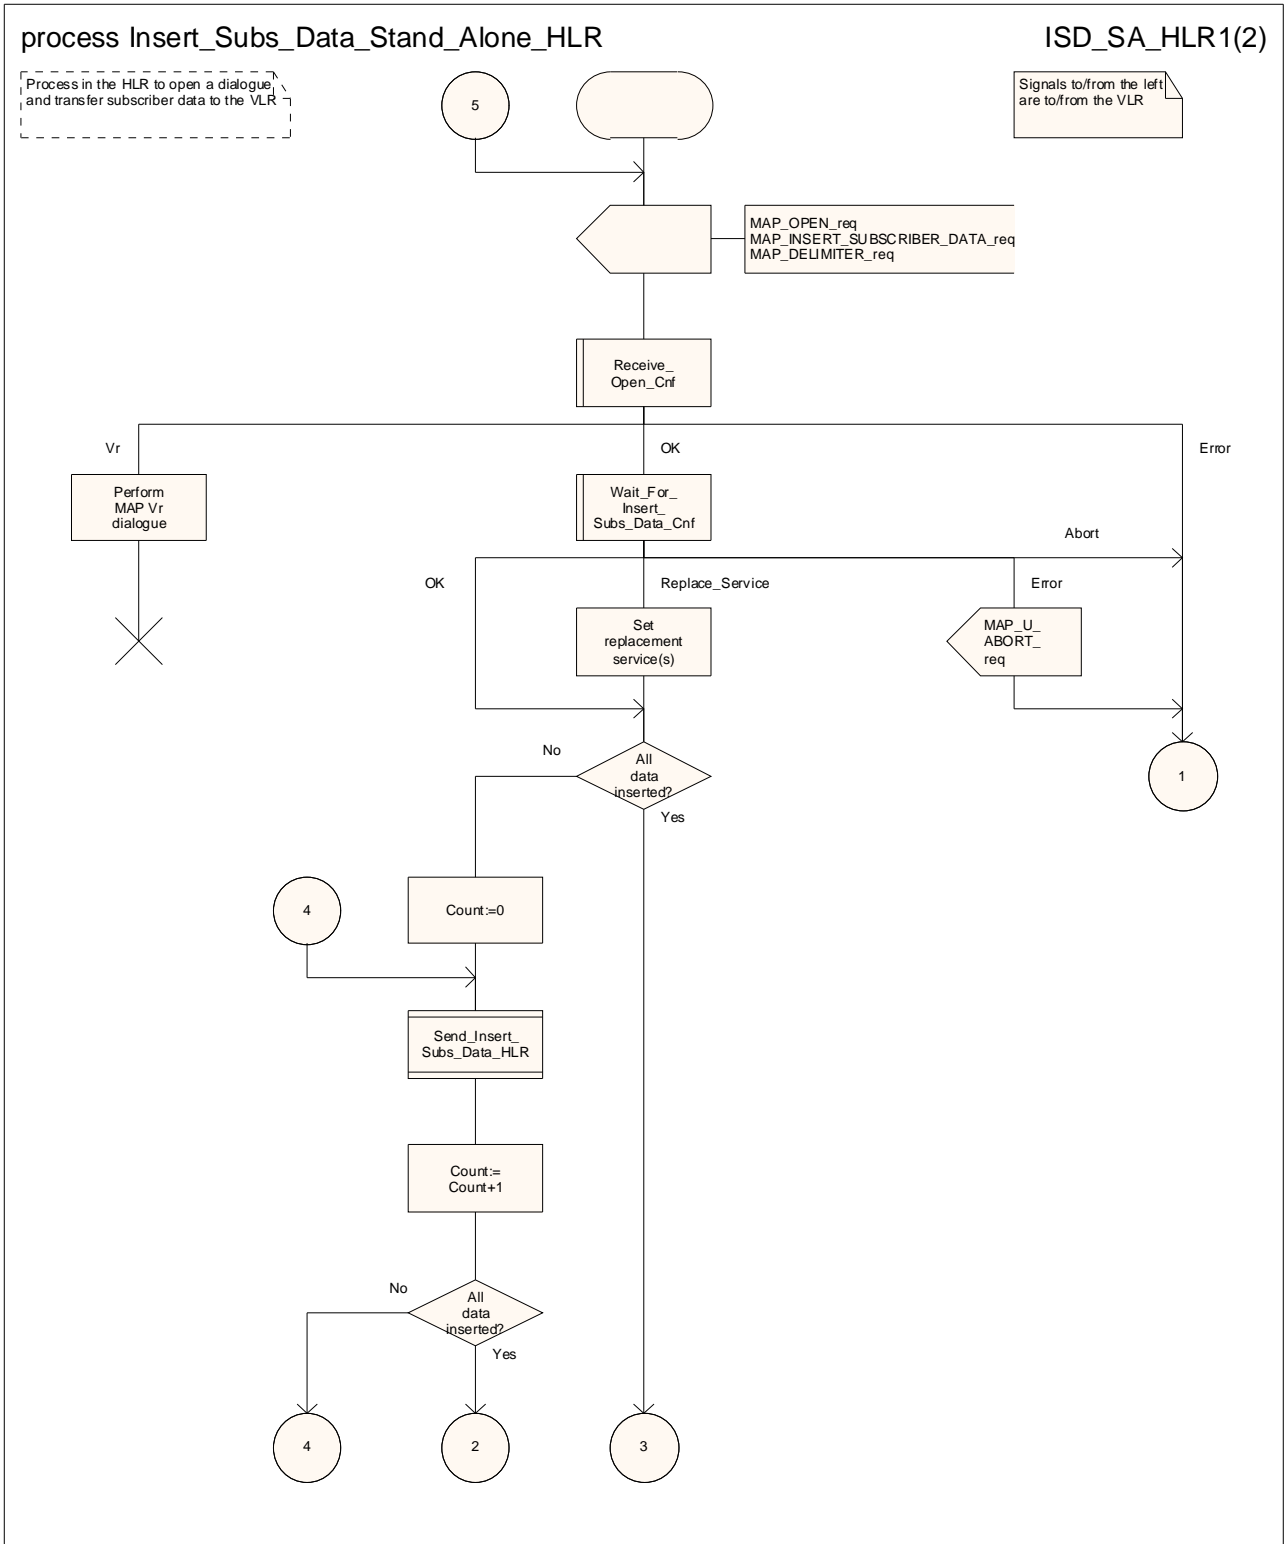 process Insert_Subs_Data_Stand_Alone_HLR
ISD_SA_HLR1(2)
Process in the HLR to open a dialogue
and transfer subscriber data to the VLR
5
Signals to/from the left
are to/from the VLR
MAP_OPEN_req
MAP_INSERT_SUBSCRIBER_DATA_req
MAP_DELIMITER_req
Receive_
Open_Cnf
Vr
OK
Error
Perform
MAP Vr
dialogue
Wait_For_
Insert_
Subs_Data_Cnf
Abort
OK
Replace_Service
Error
Set
replacement
service(s)
MAP_U_
ABORT_
req
No
All
data
inserted?
Yes
1
4
Count:=0
Send_Insert_
Subs_Data_HLR
Count:=
Count+1
No
All
data
inserted?
Yes
4
2
3